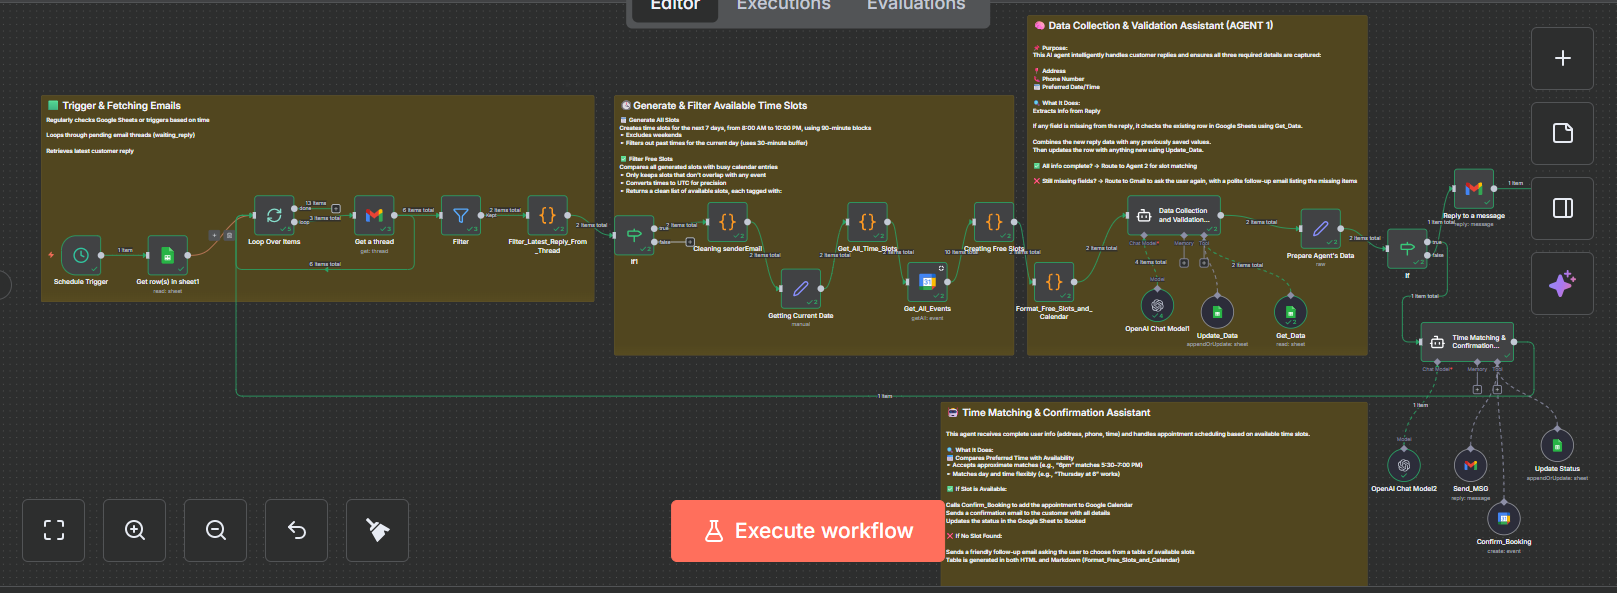 Editor
Executions
Evaluations
Trigger & Fetching Emails
Regularly checks Google Sheets or triggers based on time
Loops through pending email threads (waiting_reply)
Retrieves latest customer reply
Schedule Trigger
1 item
Get row(s) in sheet1
read: sheet
Loop Over Items
done
loop
13 items
3 items total
Get a thread
get: thread
6 items total
6 items total
Filter
Kept
2 items total
Filter_Latest_Reply_From
_Thread
2 items total
Generate & Filter Available Time Slots
Generate All Slots
Creates time slots for the next 7 days, from 8:00 AM to 10:00 PM, using 90-minute blocks
• Excludes weekends
• Filters out past times for the current day (uses 30-minute buffer)
Filter Free Slots
Compares all generated slots with busy calendar entries
• Only keeps slots that don't overlap with any event
• Converts times to UTC for precision
• Returns a clean list of available slots, each tagged with:
If1
true
false
2 items total
Cleaning senderEmail
2 items total
Getting Current Date
manual
2 items total
Get_All_Time_Slots
2 items total
Get_All_Events
getAll: event
10 items total
Creating Free Slots
2 items total
Data Collection & Validation Assistant (AGENT 1)
Purpose:
This AI agent intelligently handles customer replies and ensures all three required details are captured:
Address
Phone Number
Preferred Date/Time
What It Does:
Extracts info from Reply
If any field is missing from the reply, it checks the existing row in Google Sheets using Get_Data.
Combines the new reply data with any previously saved values.
Then updates the row with anything new using Update_Data.
All info complete? → Route to Agent 2 for slot matching
Still missing fields? → Route to Gmail to ask the user again, with a polite follow-up email listing the missing items
Format_Free_Slots_and_
Calendar
2 items total
Data Collection
and Validation...
Chat Model*
Memory
Tool
4 items total
2 items total
Model
OpenAI Chat Model1
Update_Data
appendOrUpdate: sheet
Get_Data
read: sheet
2 items total
Prepare Agent's Data
raw
2 items total
If
true
false
1 item total
Reply to a message
reply: message
1 item
1 item total
Time Matching &
Confirmation...
Chat Model*
Memory
Tool
1 item
1 item
Model
OpenAI Chat Model2
Send_MSG
reply: message
Confirm_Booking
create: event
Update Status
appendOrUpdate: sheet
Time Matching & Confirmation Assistant
This agent receives complete user info (address, phone, time) and handles appointment scheduling based on available time slots.
What It Does:
Compares Preferred Time with Availability
• Accepts approximate matches (e.g., "6pm" matches 5:30–7:00 PM)
• Matches day and time flexibly (e.g., "Thursday at 6" works)
If Slot is Available:
Calls Confirm_Booking to add the appointment to Google Calendar
Sends a confirmation email to the customer with all details
Updates the status in the Google Sheet to Booked
If No Slot Found:
Sends a friendly follow-up email asking the user to choose from a table of available slots
Table is generated in both HTML and Markdown (Format_Free_Slots_and_Calendar)
Execute workflow